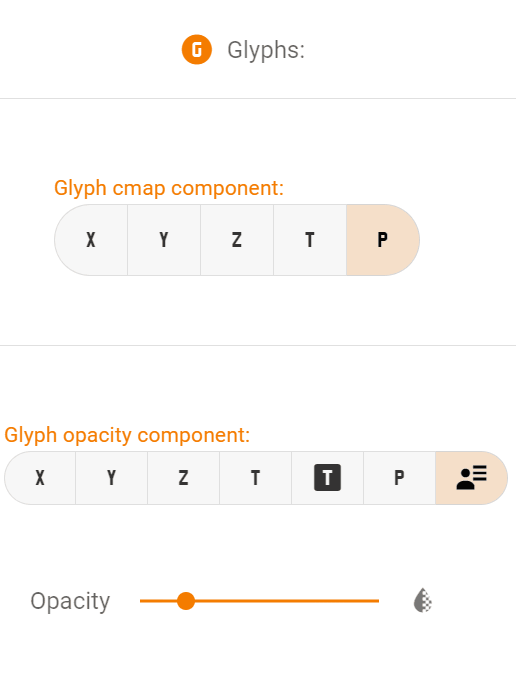 G Glyphs:
Glyph cmap component:
X Y Z T P
Glyph opacity component:
X Y Z T T P
Opacity